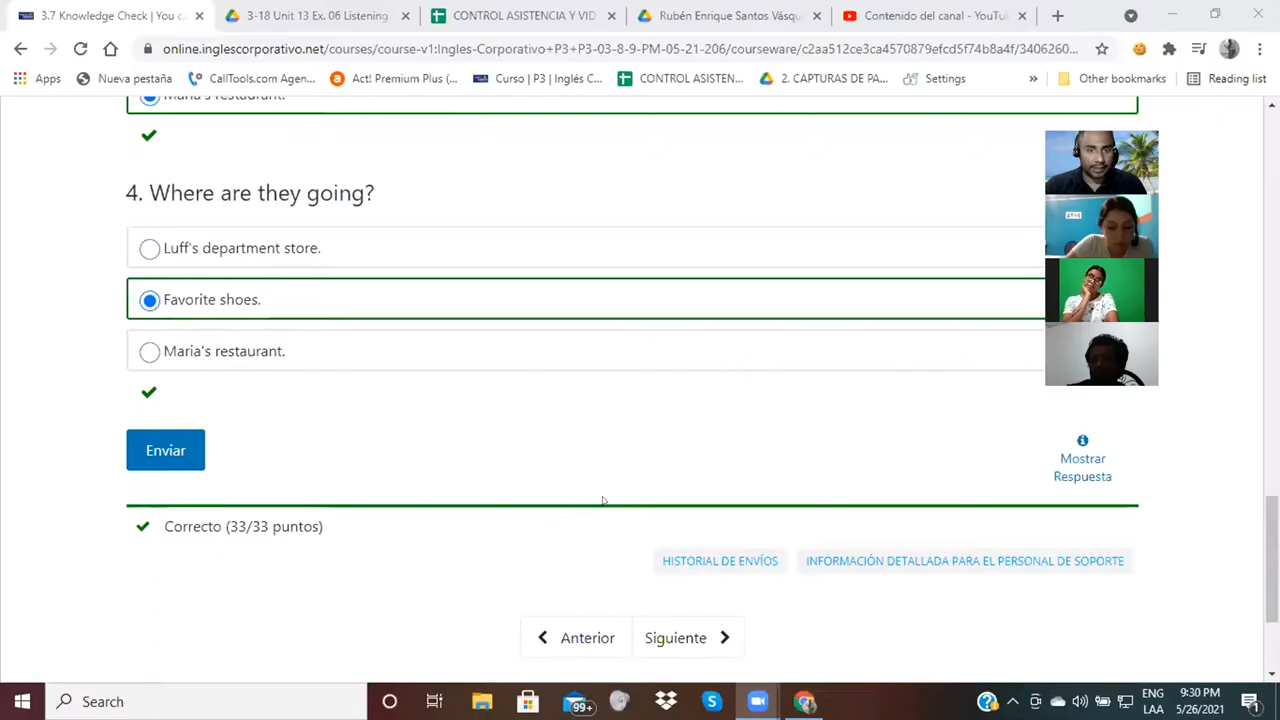 3.7 Knowledge Check | You c
3-18 Unit 13 Ex. 06 Listening
CONTROL ASISTENCIA Y VID
Rubén Enrique Santos Vásqu
Contenido del canal - YouTu
online.inglescorporativo.net/courses/course-v1:Ingles-Corporativo+P3+P3-03-8-9-PM-05-21-206/courseware/c2aa512ce3ca4570879efcd5f74b8a4f/3406260...
Apps
Nueva pestaña
CallTools.com Agen...
Act! Premium Plus (...
Curso | P3 | Inglés C...
CONTROL ASISTEN...
2. CAPTURAS DE PA...
Settings
»
Other bookmarks
Reading list
Maria's restaurant.
4. Where are they going?
Luff's department store.
Favorite shoes.
Maria's restaurant.
Enviar
Mostrar
Respuesta
Correcto (33/33 puntos)
HISTORIAL DE ENVÍOS
INFORMACIÓN DETALLADA PARA EL PERSONAL DE SOPORTE
Anterior
Siguiente
Search
99+
ENG
LAA
9:30 PM
5/26/2021
1